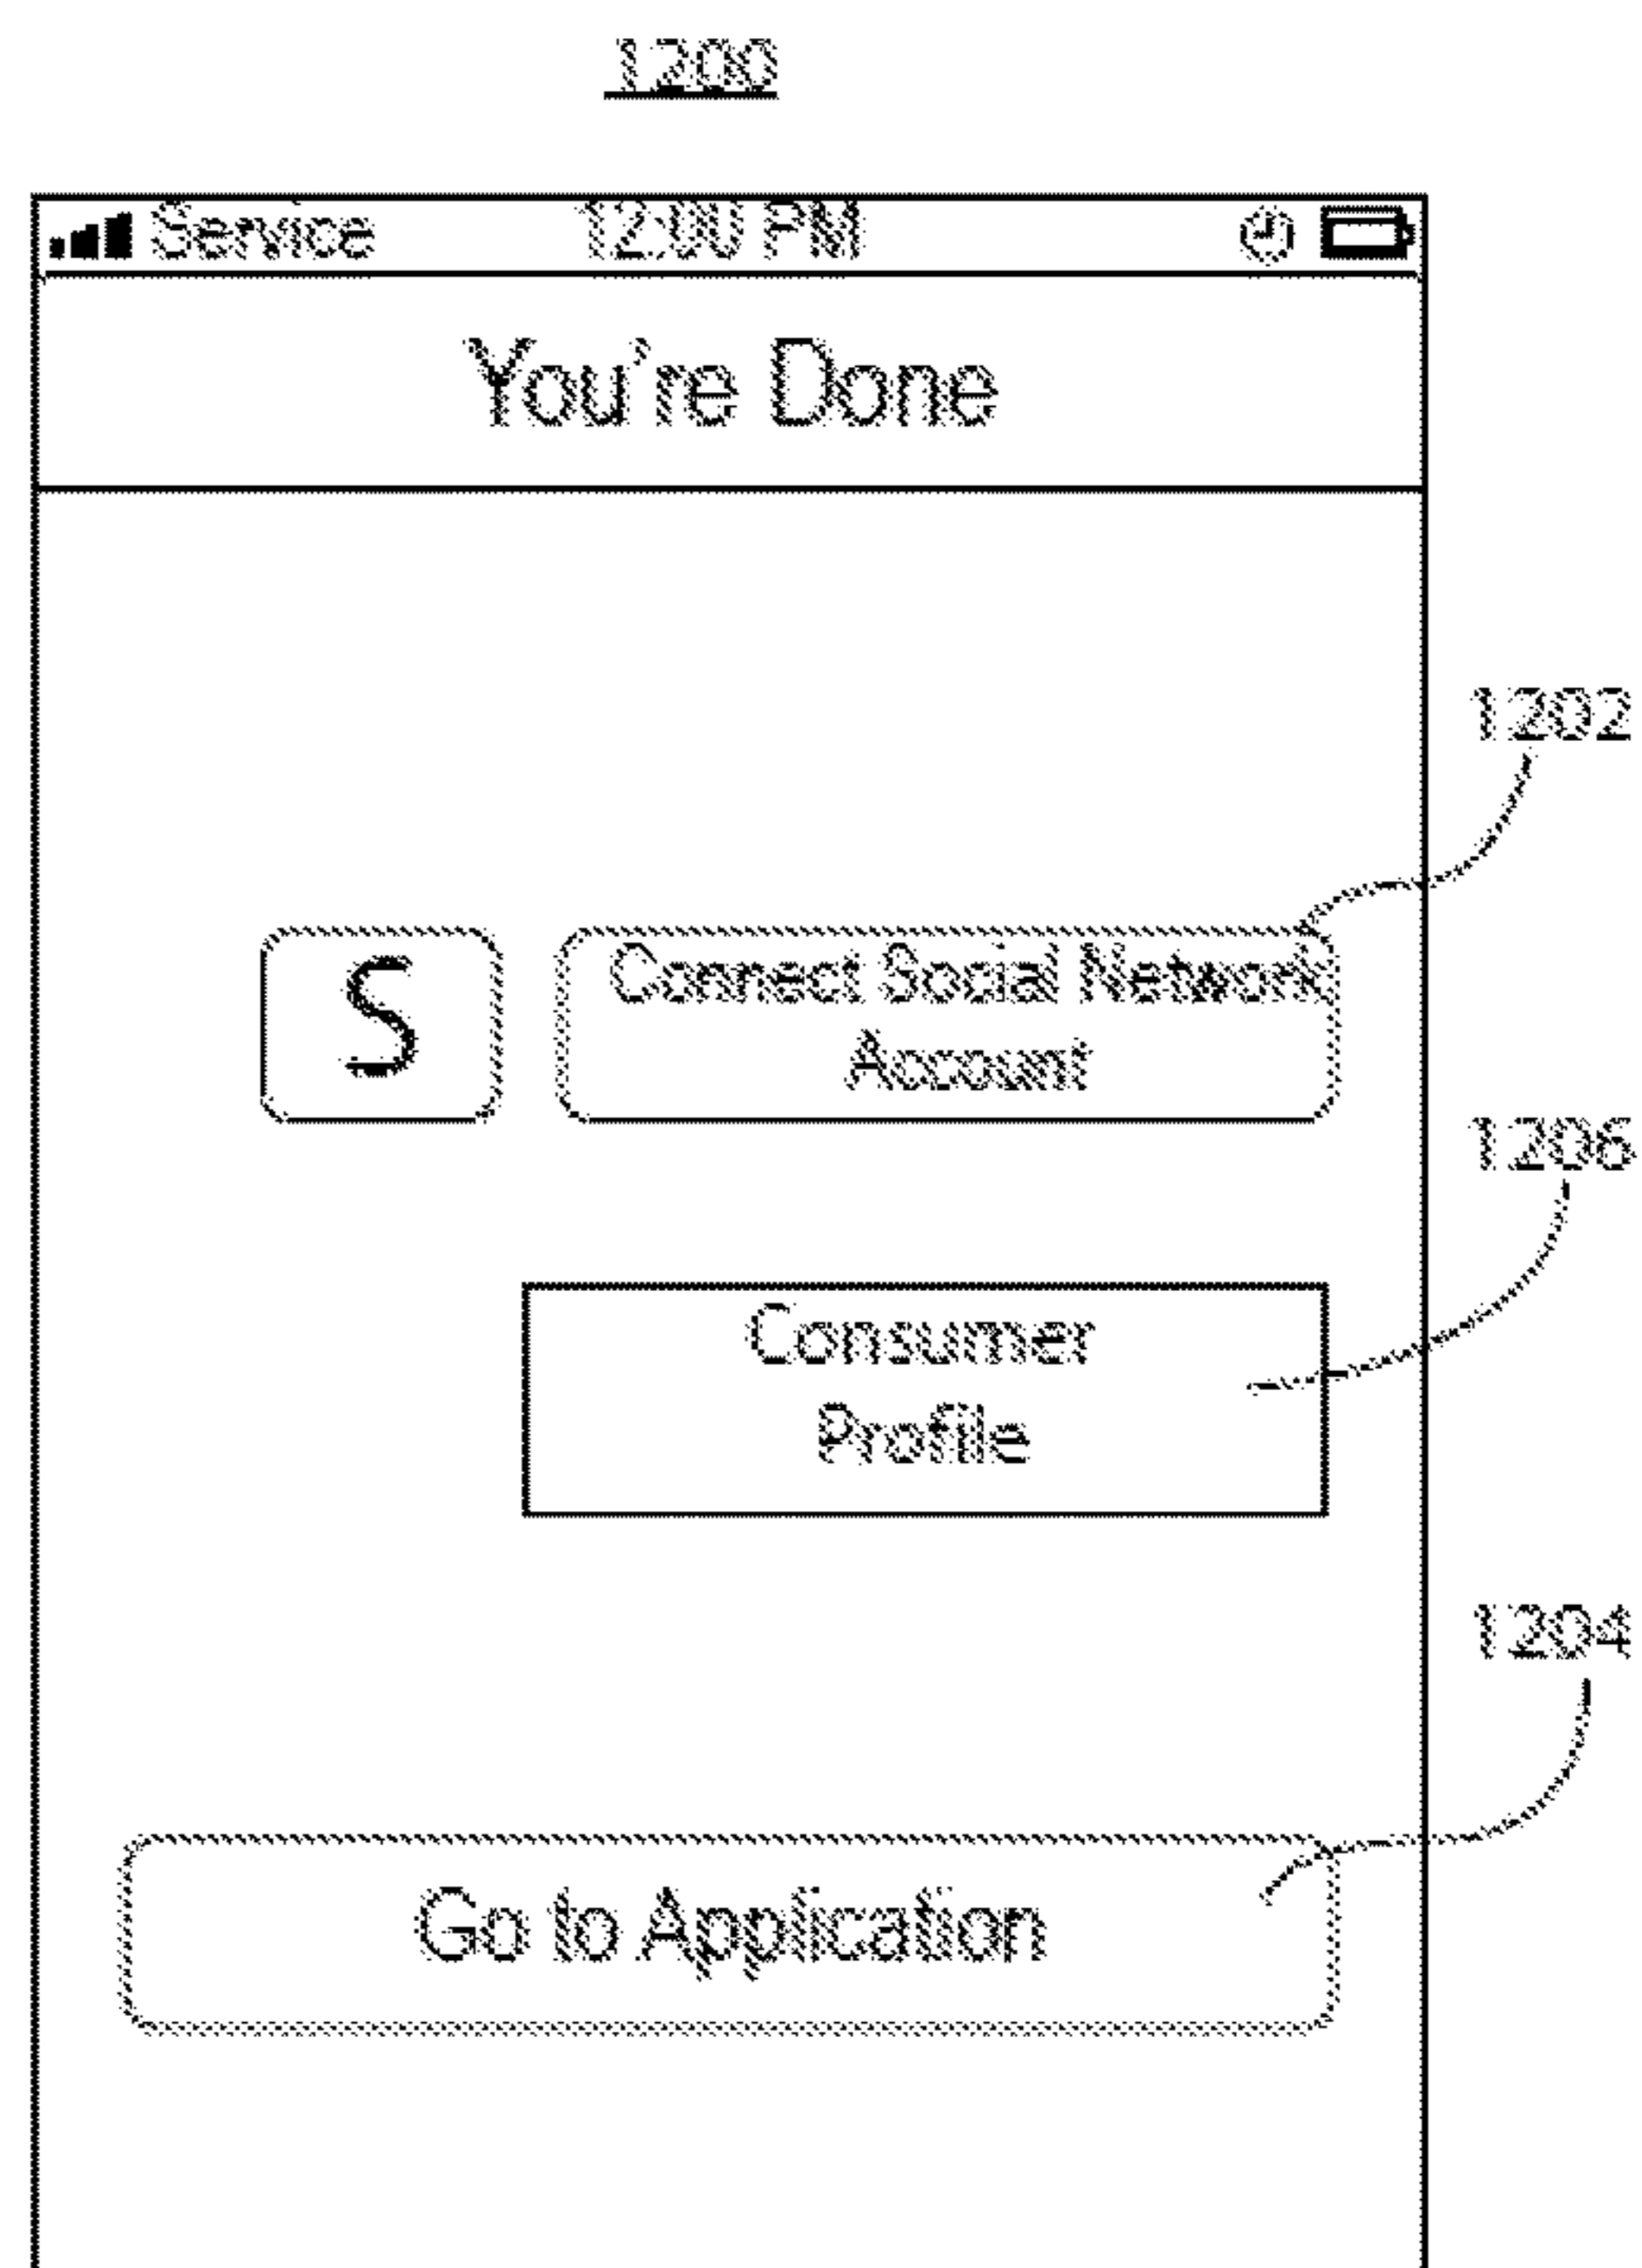 1200
Service 12:00 PM
You're Done
1202
S Connect Social Network
Account
1206
Consumer
Profile
1204
Go to Application